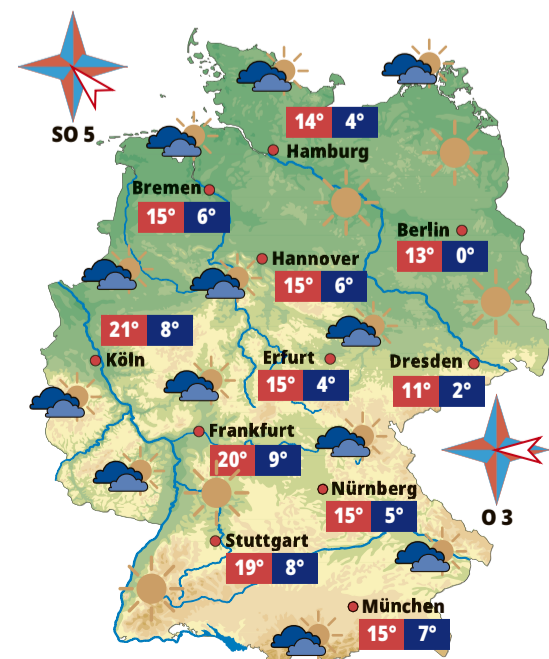 SO 5
14° 4°
Hamburg
Bremen
15° 6°
Berlin
13° 0°
Hannover
15° 6°
21° 8°
Köln
Erfurt
15° 4°
Dresden
11° 2°
Frankfurt
20° 9°
O 3
Nürnberg
15° 5°
Stuttgart
19° 8°
München
15° 7°